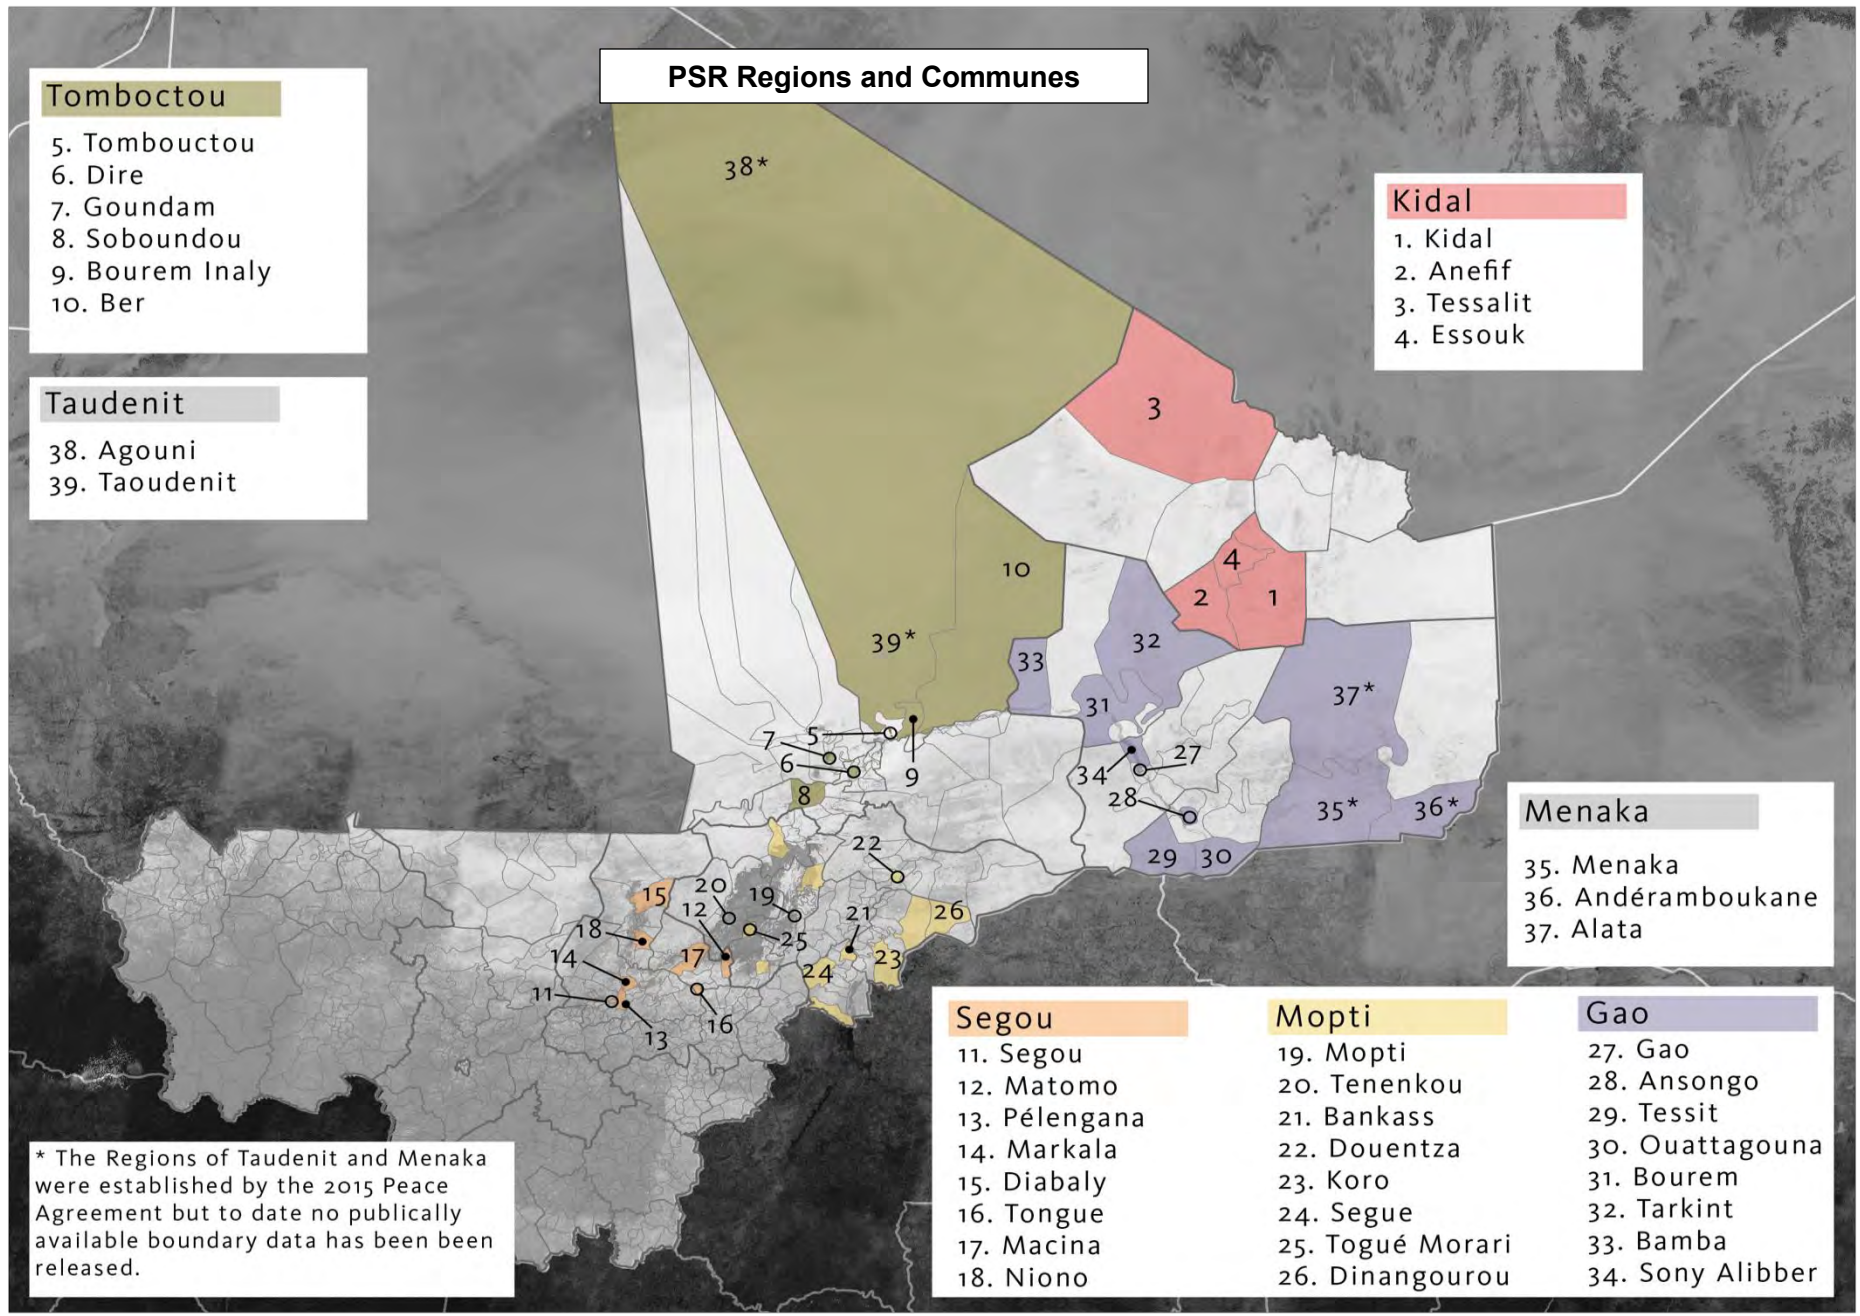 PSR Regions and Communes
Tomboctou
5. Tombouctou
6. Dire
7. Goundam
8. Soboundou
9. Bourem Inaly
10. Ber
Taudenit
38. Agouni
39. Taoudenit
Kidal
1. Kidal
2. Anefif
3. Tessalit
4. Essouk
38*
3
10
4
2
1
39*
33
32
31
37*
5
7
6
9
34
27
8
28
35*
36*
22
29
30
15
20
19
12
21
26
18
25
14
17
24
23
11
16
13
Menaka
35. Menaka
36. Andéramboukane
37. Alata
Segou
11. Segou
12. Matomo
13. Pélengana
14. Markala
15. Diabaly
16. Tongue
17. Macina
18. Niono
Mopti
19. Mopti
20. Tenenkou
21. Bankass
22. Douentza
23. Koro
24. Segue
25. Togué Morari
26. Dinangourou
Gao
27. Gao
28. Ansongo
29. Tessit
30. Ouattagouna
31. Bourem
32. Tarkint
33. Bamba
34. Sony Alibber
* The Regions of Taudenit and Menaka
were established by the 2015 Peace
Agreement but to date no publically
available boundary data has been been
released.